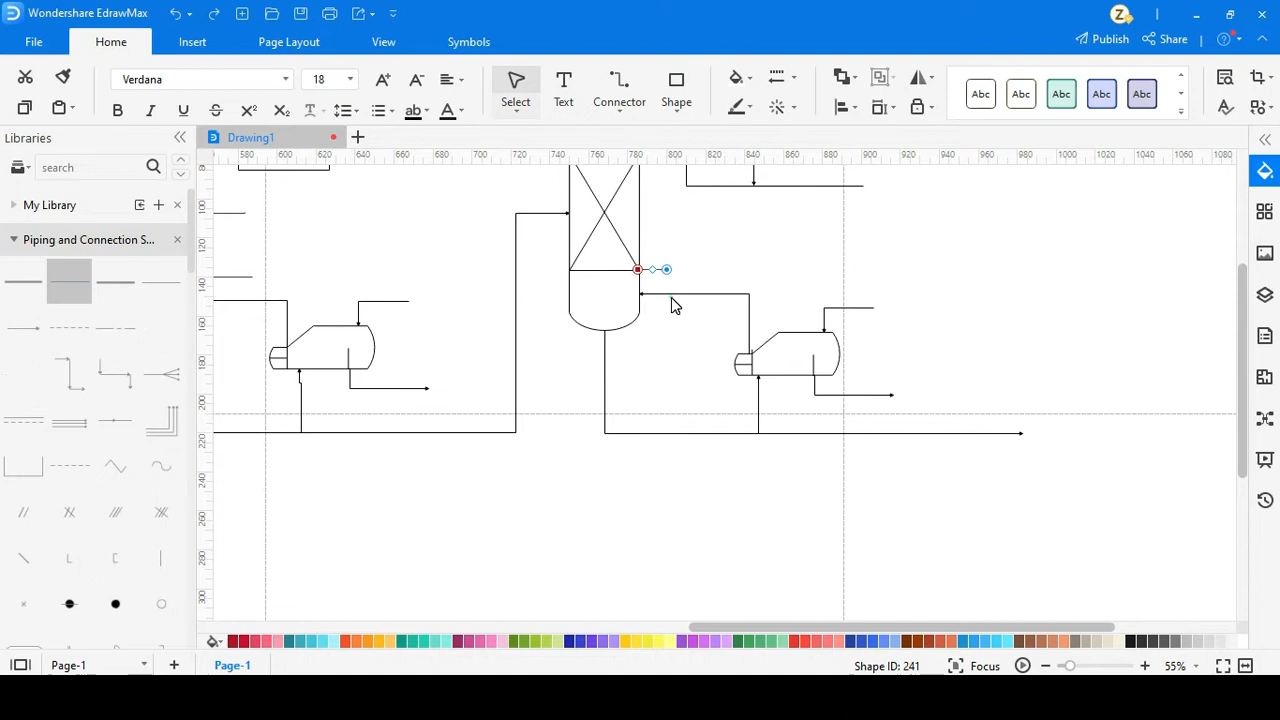 Wondershare EdrawMax
Z
File Home Insert Page Layout View Symbols
Publish Share
Verdana 18
Select Text Connector Shape
Abc Abc Abc Abc Abc
Libraries
Drawing1
search
My Library
Piping and Connection S...
580 600 620 640 660 700 720 740 760 780 800 820 840 860 880 900 920 940 960 980 1000 1020 1040 1060 1080
100
120
140
160
180
200
220
240
260
280
300
Page-1 Page-1 Shape ID: 241 Focus 55%